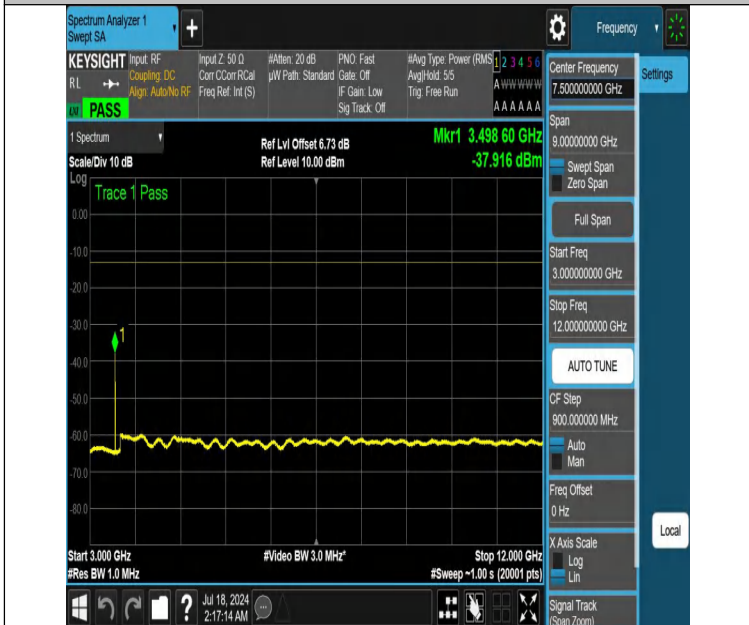 Spectrum Analyzer 1
Swept SA
+
Frequency
KEYSIGHT
Input: RF
Coupling: DC
Align: Auto/No RF
Input Z: 50 Ω
Corr CCorr RCal
Freq Ref: Int (S)
#Atten: 20 dB
µW Path: Standard
PNO: Fast
Gate: Off
IF Gain: Low
Sig Track: Off
#Avg Type: Power (RMS
Avg|Hold: 5/5
Trig: Free Run
1 2 3 4 5 6
A W W W W W
A A A A A A
RL
PASS
1 Spectrum
Scale/Div 10 dB
Ref Lvl Offset 6.73 dB
Ref Level 10.00 dBm
Mkr1 3.498 60 GHz
-37.916 dBm
Log
Trace 1 Pass
0.00
-10.0
-20.0
-30.0
1
-40.0
-50.0
-60.0
-70.0
-80.0
Start 3.000 GHz
#Res BW 1.0 MHz
#Video BW 3.0 MHz*
Stop 12.000 GHz
#Sweep ~1.00 s (20001 pts)
Jul 18, 2024
2:17:14 AM
?
Center Frequency
7.500000000 GHz
Settings
Span
9.00000000 GHz
Swept Span
Zero Span
Full Span
Start Freq
3.000000000 GHz
Stop Freq
12.000000000 GHz
AUTO TUNE
CF Step
900.000000 MHz
Auto
Man
Freq Offset
0 Hz
Local
X Axis Scale
Log
Lin
Signal Track
(Span Zoom)